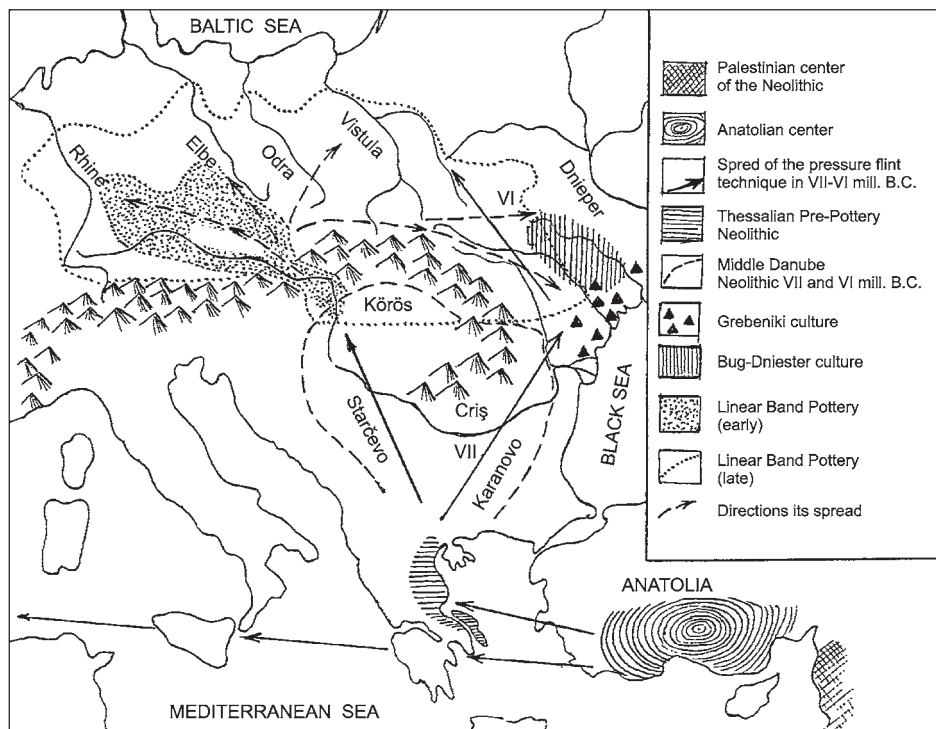 BALTIC SEA
Rhine
Elbe
Odra
Vistula
Dnieper
VI
Körös
Starčevo
Criş
VII
Karanovo
BLACK SEA
ANATOLIA
MEDITERRANEAN SEA
Palestinian center
of the Neolithic
Anatolian center
Spred of the pressure flint
technique in VII-VI mill. B.C.
Thessalian Pre-Pottery
Neolithic
Middle Danube
Neolithic VII and VI mill. B.C.
Grebeniki culture
Bug-Dniester culture
Linear Band Pottery
(early)
Linear Band Pottery
(late)
Directions its spread